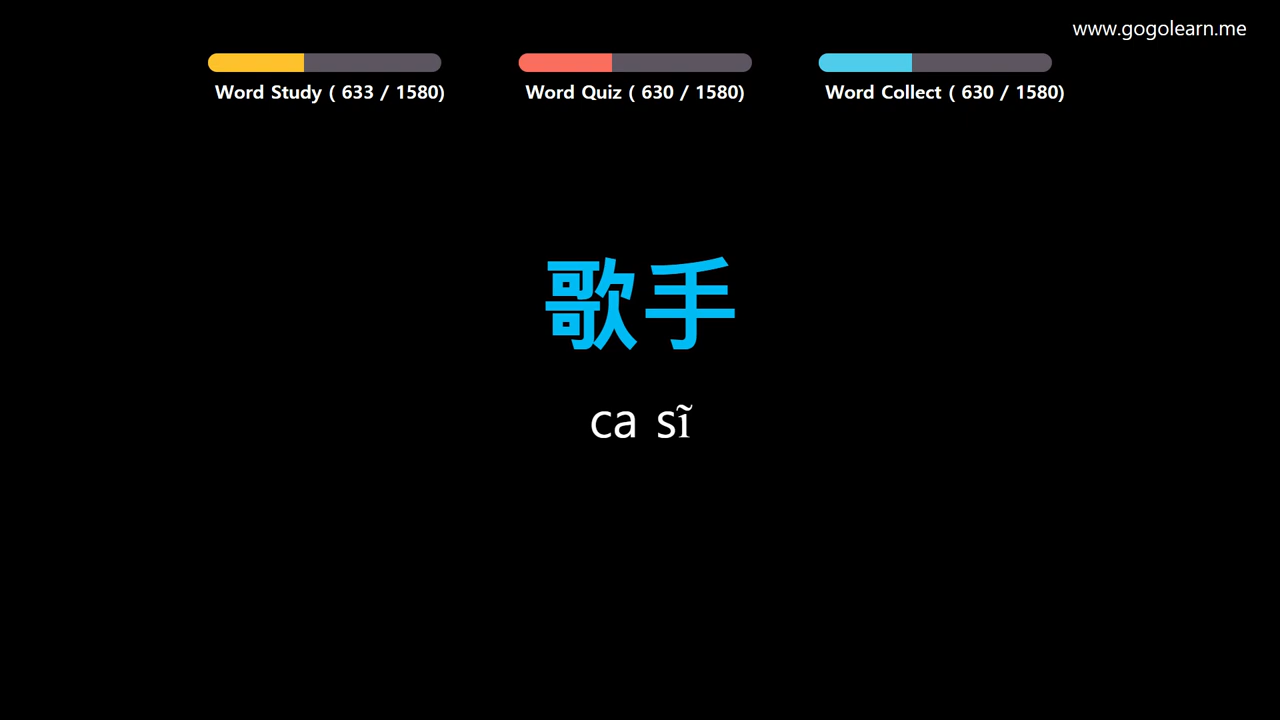 www.gogolearn.me
Word Study ( 633 / 1580)
Word Quiz ( 630 / 1580)
Word Collect ( 630 / 1580)
歌手
ca sĩ